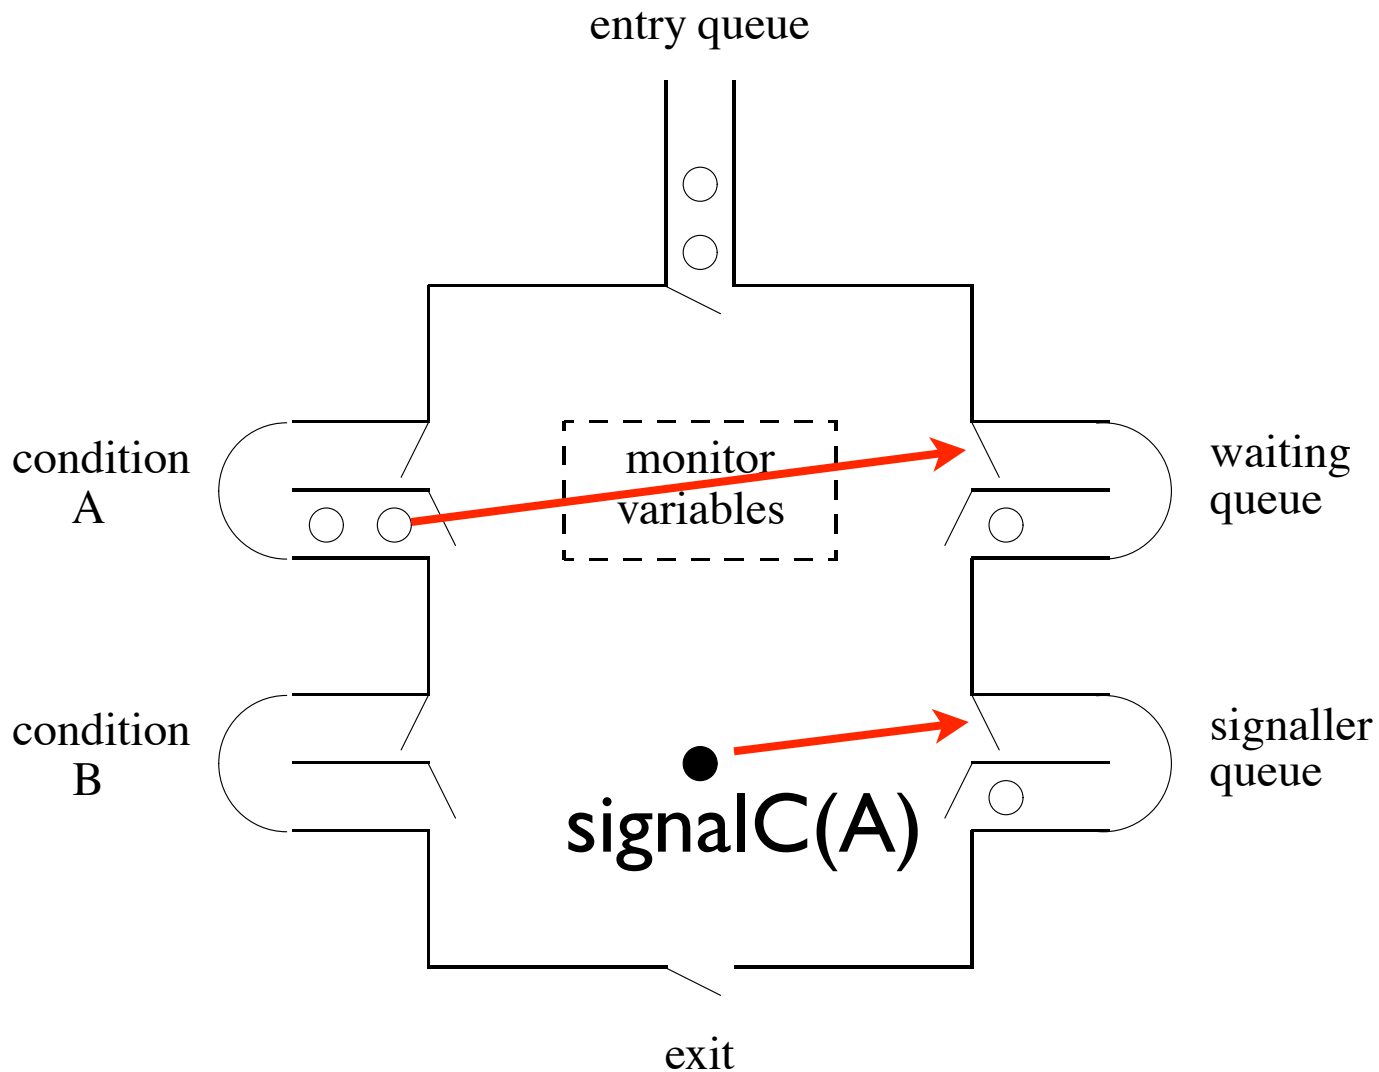 entry queue
condition
A
monitor
variables
waiting
queue
condition
B
signaller
queue
signalC(A)
exit